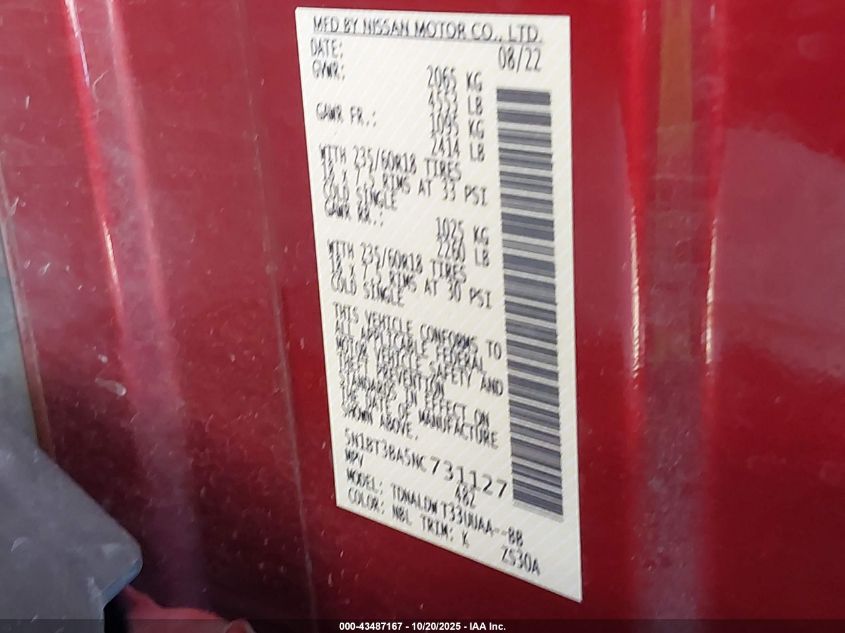 MFD BY NISSAN MOTOR CO., LTD.
DATE: 08/22
GVWR: 2065 KG
4553 LB
GAWR FR.: 1095 KG
2414 LB
WITH 235/60R18 TIRES
18 X 7.5 RIMS AT 33 PSI
COLD SINGLE
GAWR RR.: 1025 KG
2260 LB
WITH 235/60R18 TIRES
18 X 7.5 RIMS AT 30 PSI
COLD SINGLE
THIS VEHICLE CONFORMS TO
ALL APPLICABLE FEDERAL
MOTOR VEHICLE SAFETY AND
THEFT PREVENTION
STANDARDS IN EFFECT ON
THE DATE OF MANUFACTURE
SHOWN ABOVE.
5N1BT3BA5NC731127
MPV 482
MODEL: TDNALDW T33UUAA--BB
COLOR: NBL TRIM: K ZS30A
000-43487167 - 10/20/2025 - IAA Inc.